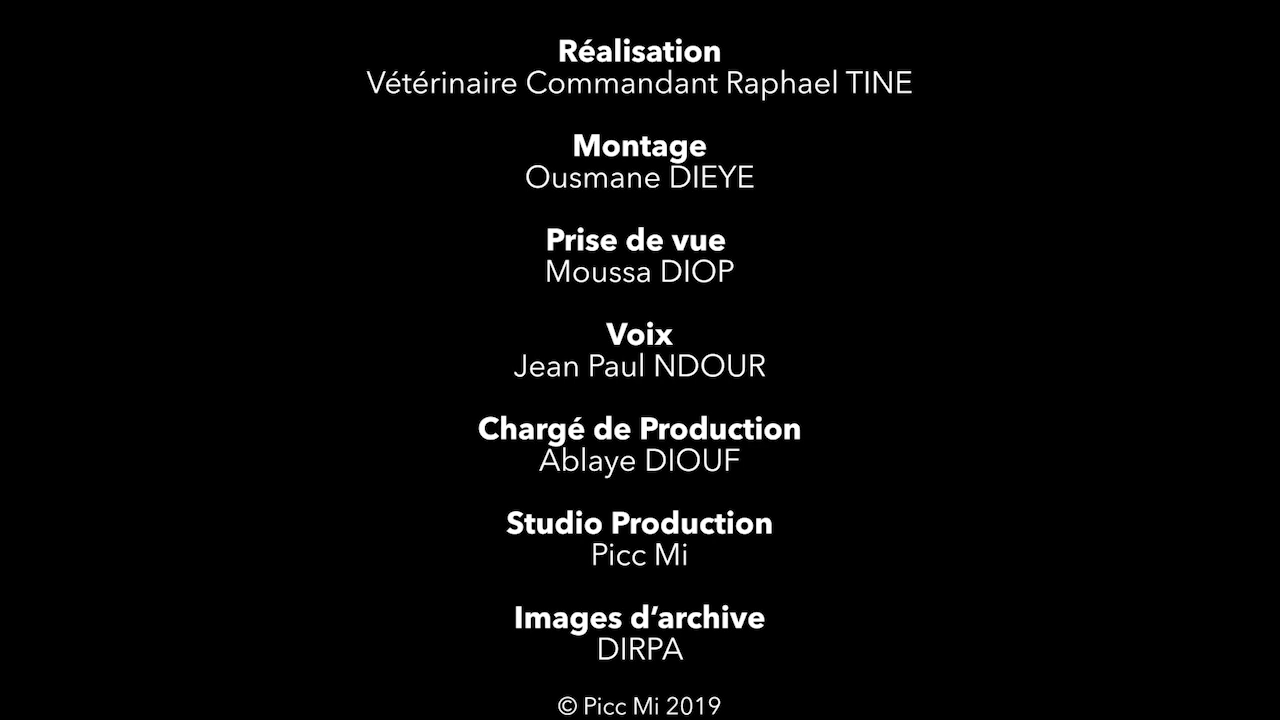 Réalisation
Vétérinaire Commandant Raphael TINE
Montage
Ousmane DIEYE
Prise de vue
Moussa DIOP
Voix
Jean Paul NDOUR
Chargé de Production
Ablaye DIOUF
Studio Production
Picc Mi
Images d’archive
DIRPA
© Picc Mi 2019